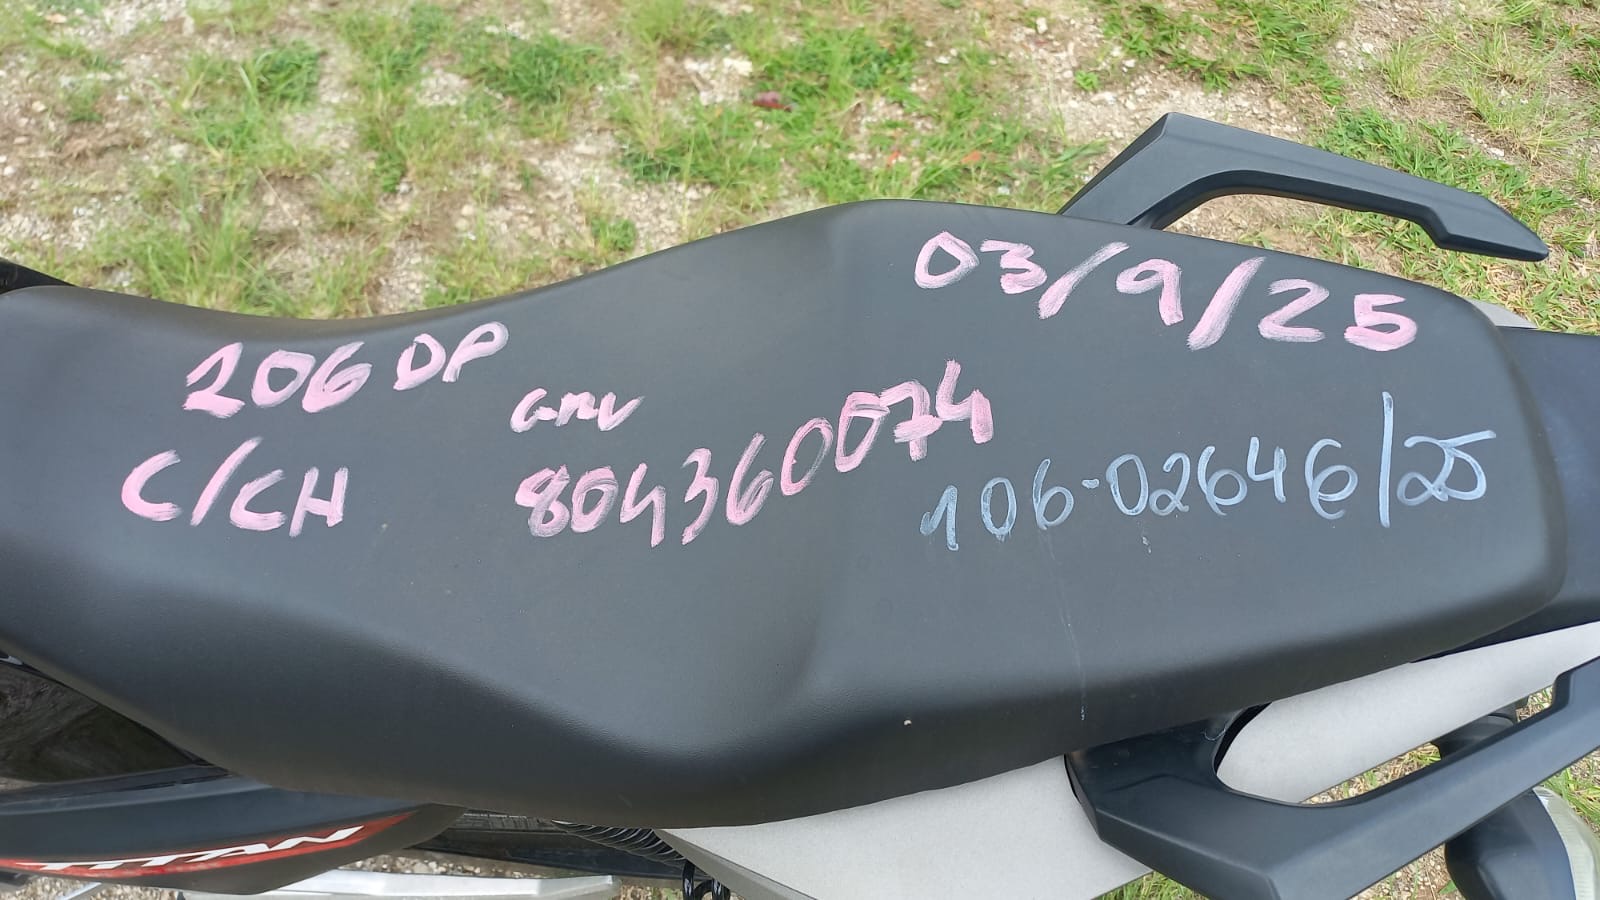 206 DP
C/CH
GRV
804360074
03/9/25
106-02646/25
TITAN